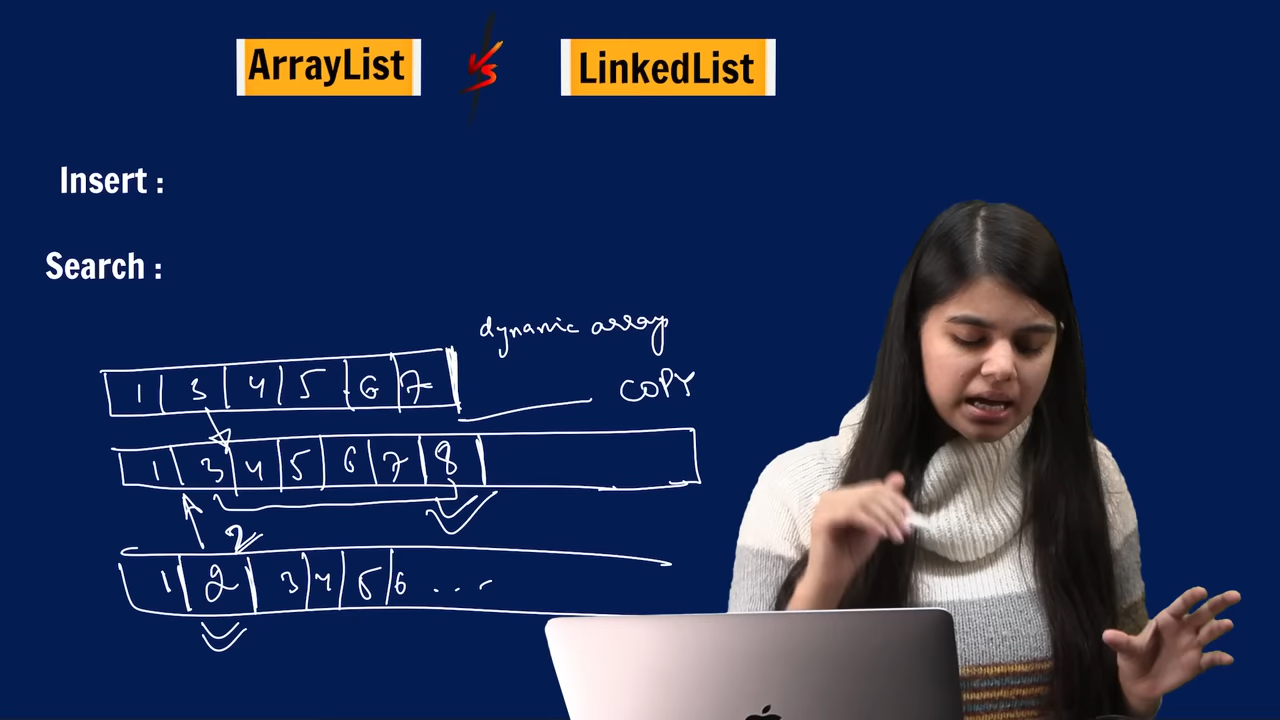 ArrayList VS LinkedList
Insert :
Search :
dynamic array
1 3 4 5 6 7
COPY
1 3 4 5 6 7 8
2
1 2 3 4 5 6 ...